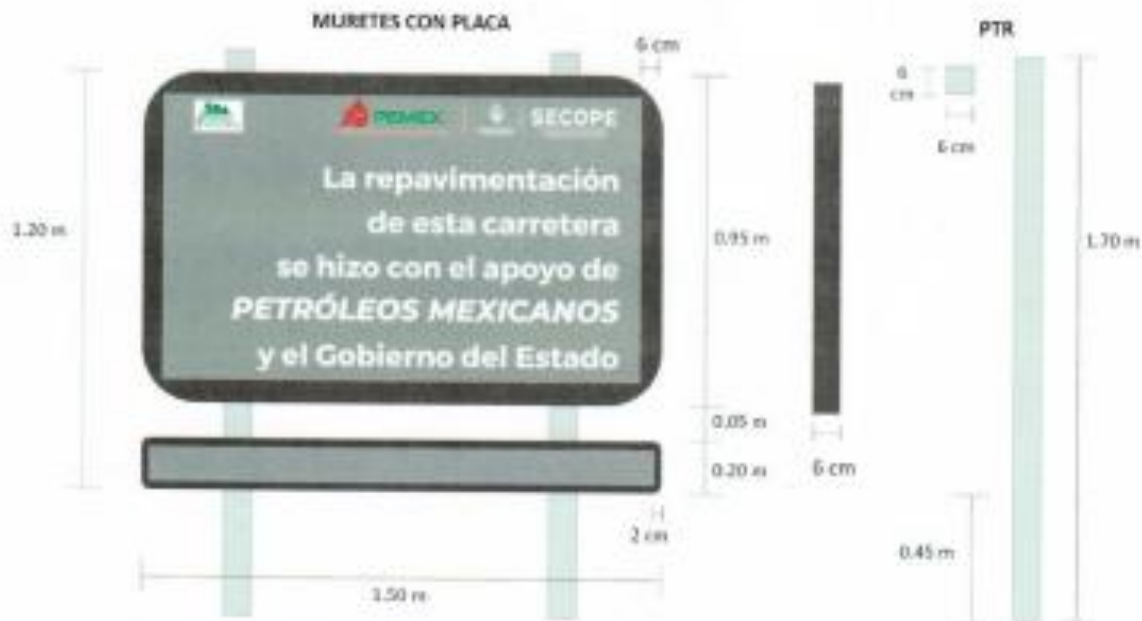 MURETES CON PLACA
PTR
6 cm
6
cm
6 cm
PEMEX
SECOPE
La repavimentación
de esta carretera
se hizo con el apoyo de
PETRÓLEOS MEXICANOS
y el Gobierno del Estado
1.20 m
0.95 m
1.70 m
0.05 m
0.20 m
6 cm
2 cm
0.45 m
1.50 m